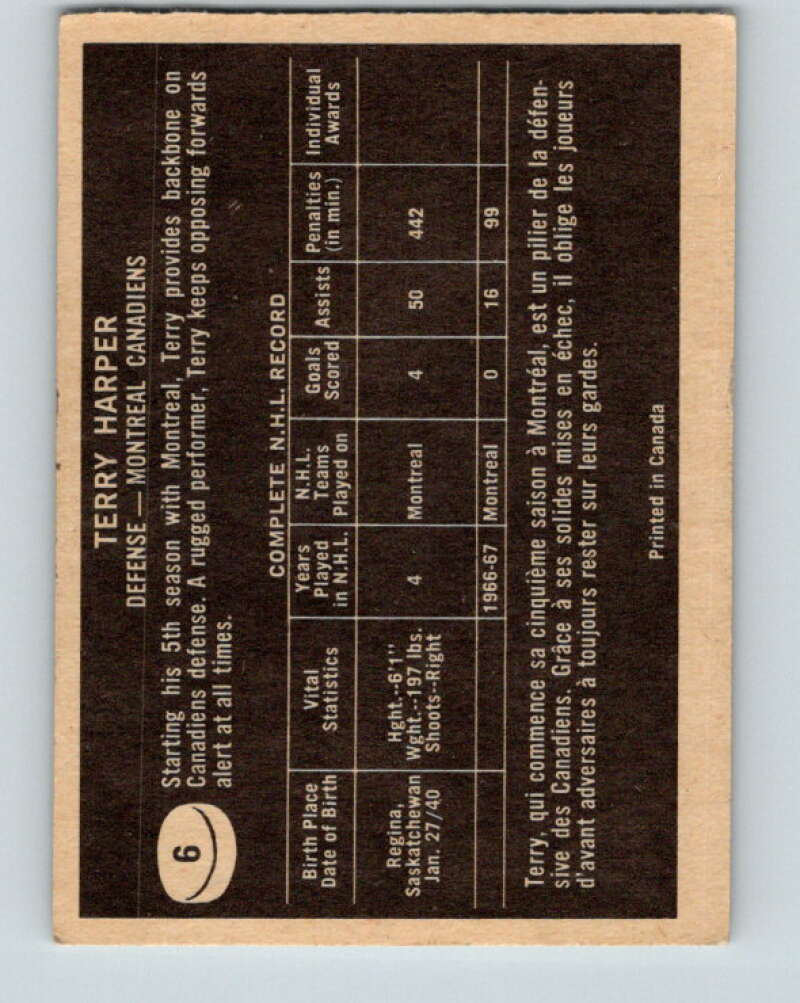 TERRY HARPER
DEFENSE — MONTREAL CANADIENS
6
Starting his 5th season with Montreal, Terry provides backbone on
Canadiens defense. A rugged performer, Terry keeps opposing forwards
alert at all times.
COMPLETE N.H.L. RECORD
Birth Place
Date of Birth
Vital
Statistics
Years
Played
in N.H.L.
N.H.L.
Teams
Played on
Goals
Scored
Assists
Penalties
(in min.)
Individual
Awards
Regina,
Saskatchewan
Jan. 27/40
Hght.--6'1"
Wght.--197 lbs.
Shoots--Right
4
Montreal
4
50
442
1966-67
Montreal
0
16
99
Terry, qui commence sa cinquième saison à Montréal, est un pilier de la défen-
sive des Canadiens. Grâce à ses solides mises en échec, il oblige les joueurs
d'avant adversaires à toujours rester sur leurs gardes.
Printed in Canada